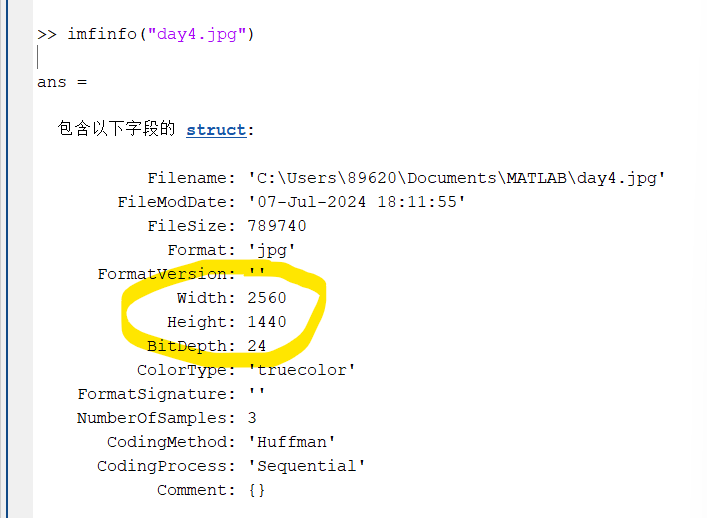 >> imfinfo("day4.jpg")
ans =
包含以下字段的 struct:
Filename: 'C:\Users\89620\Documents\MATLAB\day4.jpg'
FileModDate: '07-Jul-2024 18:11:55'
FileSize: 789740
Format: 'jpg'
FormatVersion: ''
Width: 2560
Height: 1440
BitDepth: 24
ColorType: 'truecolor'
FormatSignature: ''
NumberOfSamples: 3
CodingMethod: 'Huffman'
CodingProcess: 'Sequential'
Comment: {}